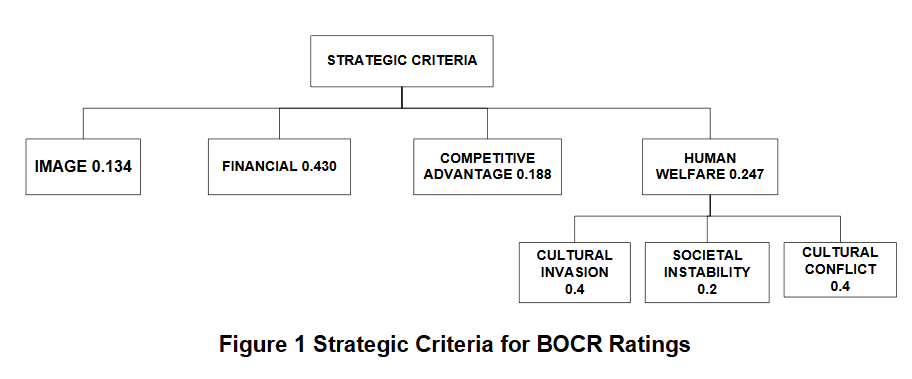 STRATEGIC CRITERIA
IMAGE 0.134
FINANCIAL 0.430
COMPETITIVE
ADVANTAGE 0.188
HUMAN
WELFARE 0.247
CULTURAL
INVASION
0.4
SOCIETAL
INSTABILITY
0.2
CULTURAL
CONFLICT
0.4
Figure 1 Strategic Criteria for BOCR Ratings